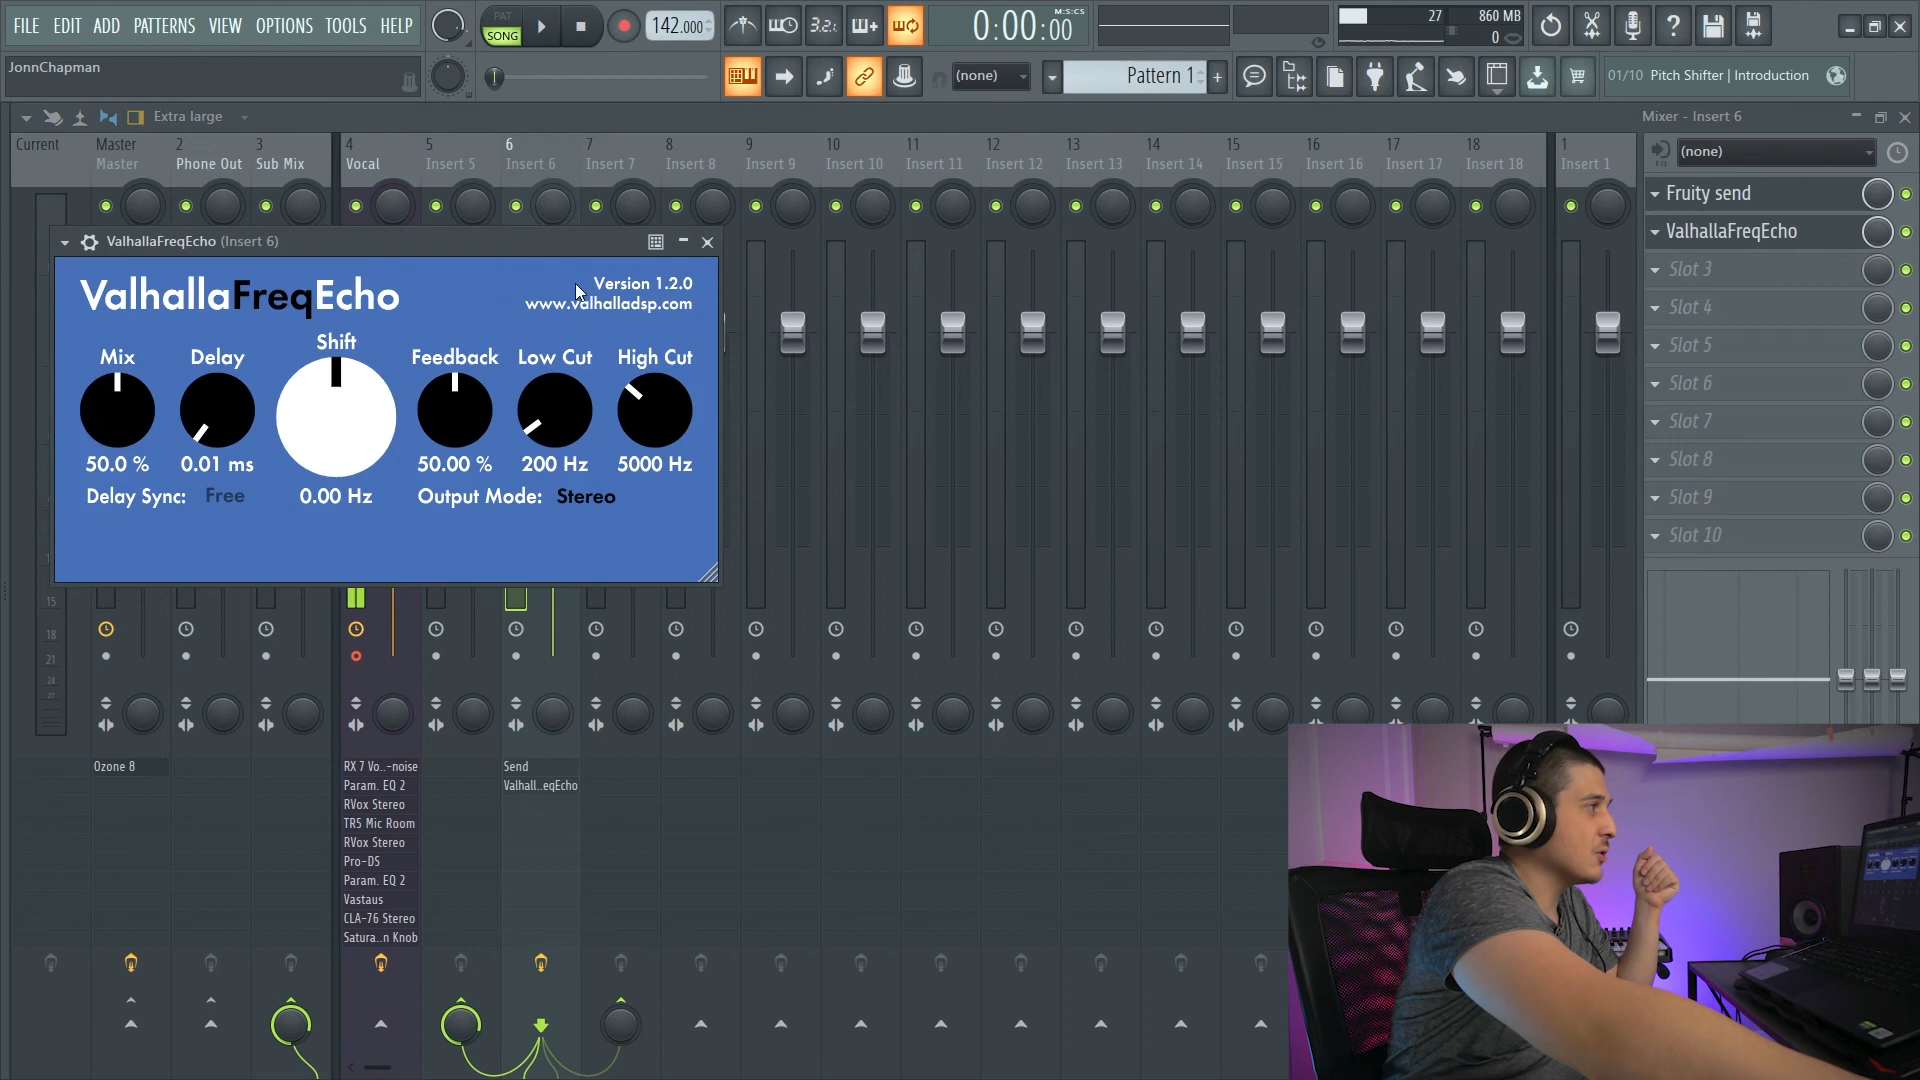 FILE EDIT ADD PATTERNS VIEW OPTIONS TOOLS HELP
PAT
SONG
142.000
3.2.
0:00:00
M:S:CS
27
860 MB
0
JonnChapman
(none)
Pattern 1
+
01/10 Pitch Shifter | Introduction
Extra large
Mixer - Insert 6
Current
Master
2
3
4
5
6
7
8
9
10
11
12
13
14
15
16
17
18
1
Master
Phone Out
Sub Mix
Vocal
Insert 5
Insert 6
Insert 7
Insert 8
Insert 9
Insert 10
Insert 11
Insert 12
Insert 13
Insert 14
Insert 15
Insert 16
Insert 17
Insert 18
Insert 1
(none)
Fruity send
ValhallaFreqEcho
Slot 3
Slot 4
Slot 5
Slot 6
Slot 7
Slot 8
Slot 9
Slot 10
ValhallaFreqEcho (Insert 6)
ValhallaFreqEcho
Version 1.2.0
www.valhalladsp.com
Mix
Delay
Shift
Feedback
Low Cut
High Cut
50.0 %
0.01 ms
0.00 Hz
50.00 %
200 Hz
5000 Hz
Delay Sync: Free
Output Mode: Stereo
15
18
21
24
27
Ozone 8
RX 7 Vo..-noise
Param. EQ 2
RVox Stereo
TR5 Mic Room
RVox Stereo
Pro-DS
Param. EQ 2
Vastaus
CLA-76 Stereo
Satura..n Knob
Send
Valhall..eqEcho